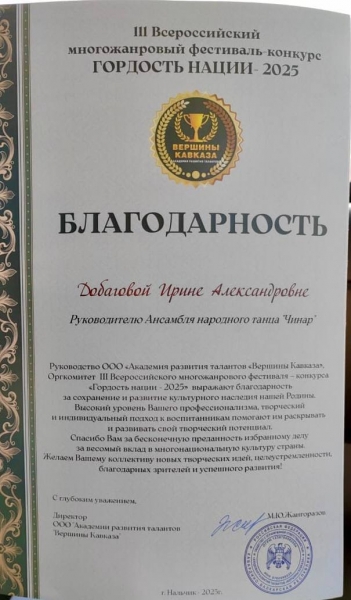 III Всероссийский
многожанровый фестиваль-конкурс
ГОРДОСТЬ НАЦИИ- 2025
ВЕРШИНЫ
КАВКАЗА
БЛАГОДАРНОСТЬ
Добаговой Ирине Александровне
Руководителю Ансамбля народного танца "Чинар"
Руководство ООО «Академия развития талантов «Вершины Кавказа»,
Оргкомитет III Всероссийского многожанрового фестиваля – конкурса
«Гордость нации - 2025» выражают благодарность
за сохранение и развитие культурного наследия нашей Родины.
Высокий уровень Вашего профессионализма, творческий
и индивидуальный подход к воспитанникам помогают им раскрывать
и развивать свой творческий потенциал.
Спасибо Вам за бесконечную преданность избранному делу
за весомый вклад в многонациональную культуру страны.
Желаем Вашему коллективу новых творческих идей, целеустремленности,
благодарных зрителей и успешного развития!
С глубоким уважением,
Директор
ООО "Академии развития талантов
"Вершины Кавказа"
М.Ю.Жангоразов
г. Нальчик - 2025г.